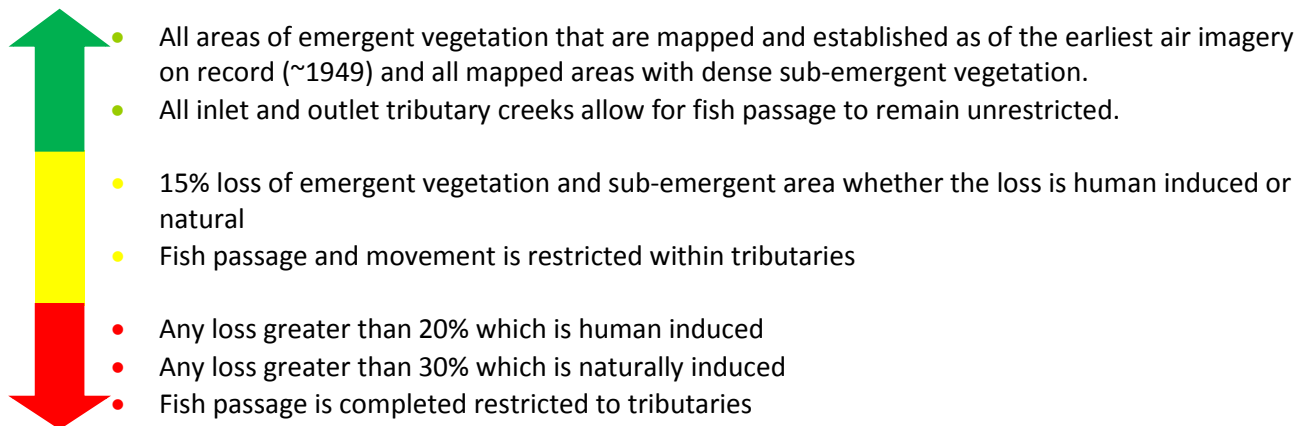 • All areas of emergent vegetation that are mapped and established as of the earliest air imagery
on record (~1949) and all mapped areas with dense sub-emergent vegetation.
• All inlet and outlet tributary creeks allow for fish passage to remain unrestricted.
• 15% loss of emergent vegetation and sub-emergent area whether the loss is human induced or
natural
• Fish passage and movement is restricted within tributaries
• Any loss greater than 20% which is human induced
• Any loss greater than 30% which is naturally induced
• Fish passage is completed restricted to tributaries